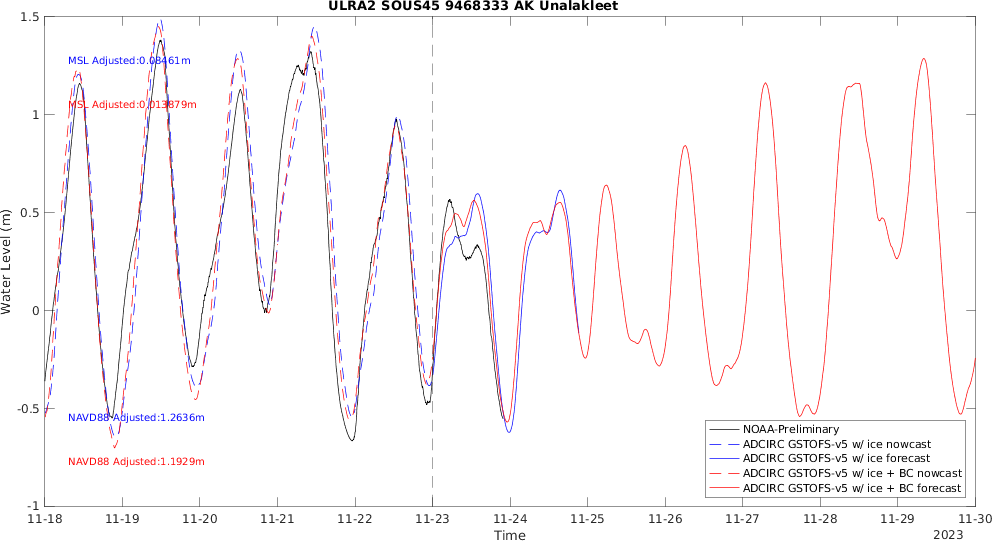 ULRA2 SOUS45 9468333 AK Unalakleet
1.5
1
0.5
0
-0.5
-1
Water Level (m)
MSL Adjusted:0.08461m
MSL Adjusted:0.013879m
NAVD88 Adjusted:1.2636m
NAVD88 Adjusted:1.1929m
NOAA-Preliminary
ADCIRC GSTOFS-v5 w/ ice nowcast
ADCIRC GSTOFS-v5 w/ ice forecast
ADCIRC GSTOFS-v5 w/ ice + BC nowcast
ADCIRC GSTOFS-v5 w/ ice + BC forecast
11-18 11-19 11-20 11-21 11-22 11-23 11-24 11-25 11-26 11-27 11-28 11-29 11-30
Time
2023